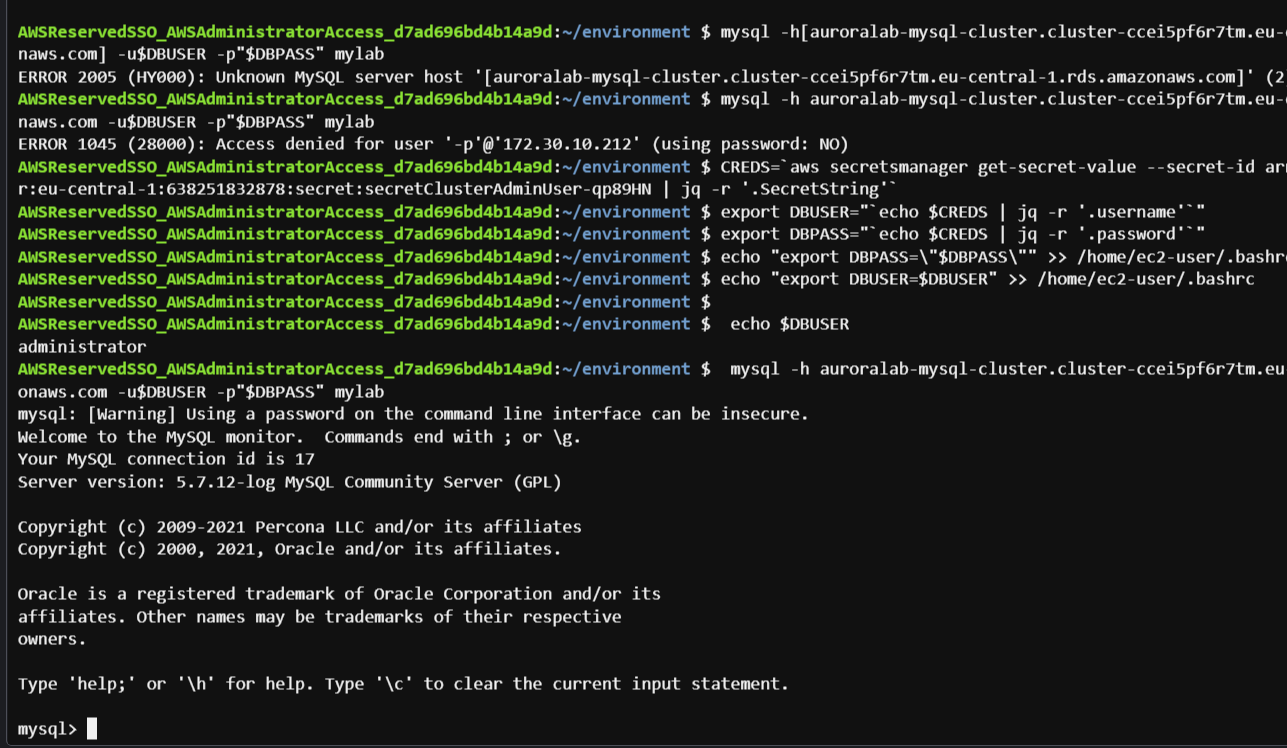 AWSReservedSSO_AWSAdministratorAccess_d7ad696bd4b14a9d:~/environment $ mysql -h[auroralab-mysql-cluster.cluster-ccei5pf6r7tm.eu-
naws.com] -u$DBUSER -p"$DBPASS" mylab
ERROR 2005 (HY000): Unknown MySQL server host '[auroralab-mysql-cluster.cluster-ccei5pf6r7tm.eu-central-1.rds.amazonaws.com]' (2
AWSReservedSSO_AWSAdministratorAccess_d7ad696bd4b14a9d:~/environment $ mysql -h auroralab-mysql-cluster.cluster-ccei5pf6r7tm.eu-
naws.com -u$DBUSER -p"$DBPASS" mylab
ERROR 1045 (28000): Access denied for user '-p'@'172.30.10.212' (using password: NO)
AWSReservedSSO_AWSAdministratorAccess_d7ad696bd4b14a9d:~/environment $ CREDS=`aws secretsmanager get-secret-value --secret-id ar
r:eu-central-1:638251832878:secret:secretClusterAdminUser-qp89HN | jq -r '.SecretString'`
AWSReservedSSO_AWSAdministratorAccess_d7ad696bd4b14a9d:~/environment $ export DBUSER="`echo $CREDS | jq -r '.username'`"
AWSReservedSSO_AWSAdministratorAccess_d7ad696bd4b14a9d:~/environment $ export DBPASS="`echo $CREDS | jq -r '.password'`"
AWSReservedSSO_AWSAdministratorAccess_d7ad696bd4b14a9d:~/environment $ echo "export DBPASS=\"$DBPASS\"" >> /home/ec2-user/.bashr
AWSReservedSSO_AWSAdministratorAccess_d7ad696bd4b14a9d:~/environment $ echo "export DBUSER=$DBUSER" >> /home/ec2-user/.bashrc
AWSReservedSSO_AWSAdministratorAccess_d7ad696bd4b14a9d:~/environment $
AWSReservedSSO_AWSAdministratorAccess_d7ad696bd4b14a9d:~/environment $  echo $DBUSER
administrator
AWSReservedSSO_AWSAdministratorAccess_d7ad696bd4b14a9d:~/environment $  mysql -h auroralab-mysql-cluster.cluster-ccei5pf6r7tm.eu
onaws.com -u$DBUSER -p"$DBPASS" mylab
mysql: [Warning] Using a password on the command line interface can be insecure.
Welcome to the MySQL monitor.  Commands end with ; or \g.
Your MySQL connection id is 17
Server version: 5.7.12-log MySQL Community Server (GPL)
Copyright (c) 2009-2021 Percona LLC and/or its affiliates
Copyright (c) 2000, 2021, Oracle and/or its affiliates.
Oracle is a registered trademark of Oracle Corporation and/or its
affiliates. Other names may be trademarks of their respective
owners.
Type 'help;' or '\h' for help. Type '\c' to clear the current input statement.
mysql>